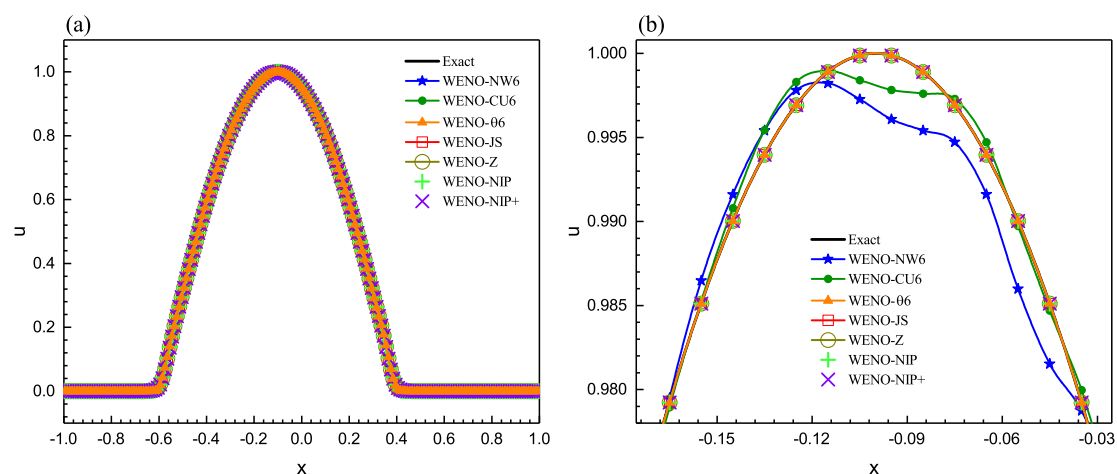 (a)
u
1.0
0.8
0.6
0.4
0.2
0.0
-1.0 -0.8 -0.6 -0.4 -0.2 0.0 0.2 0.4 0.6 0.8 1.0
x
Exact
WENO-NW6
WENO-CU6
WENO-θ6
WENO-JS
WENO-Z
WENO-NIP
WENO-NIP+
(b)
u
1.000
0.995
0.990
0.985
0.980
-0.15 -0.12 -0.09 -0.06 -0.03
x
Exact
WENO-NW6
WENO-CU6
WENO-θ6
WENO-JS
WENO-Z
WENO-NIP
WENO-NIP+